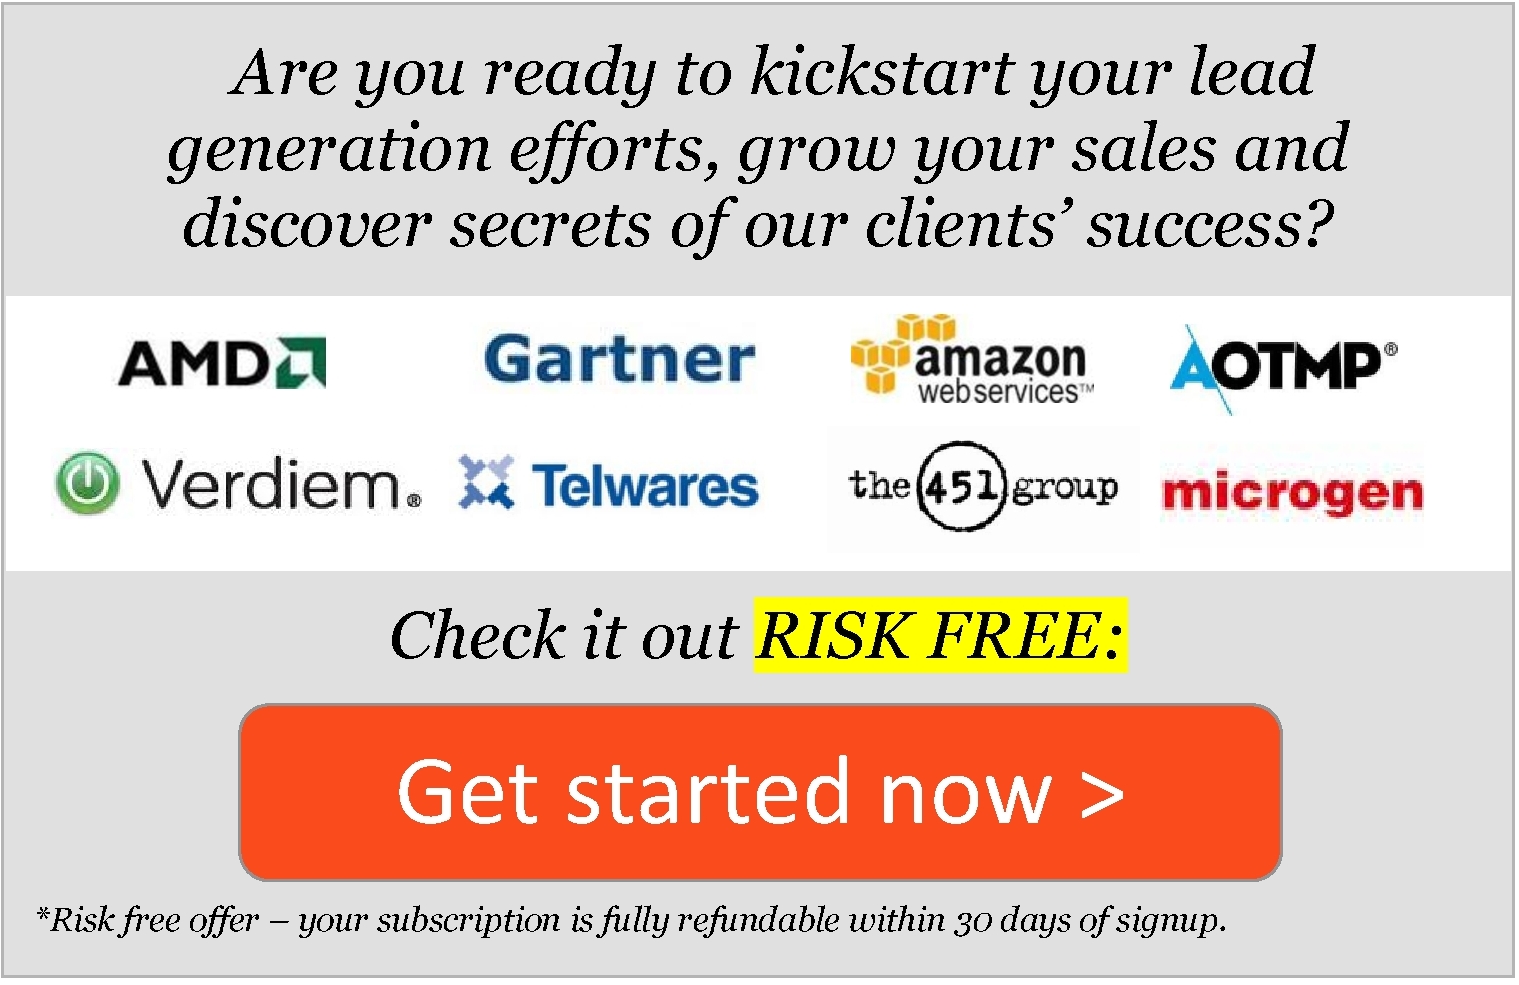 Are you ready to kickstart your lead
generation efforts, grow your sales and
discover secrets of our clients’ success?
AMD Gartner amazon webservices™ AOTMP®
Verdiem® Telwares the 451 group microgen
Check it out RISK FREE:
Get started now >
*Risk free offer – your subscription is fully refundable within 30 days of signup.